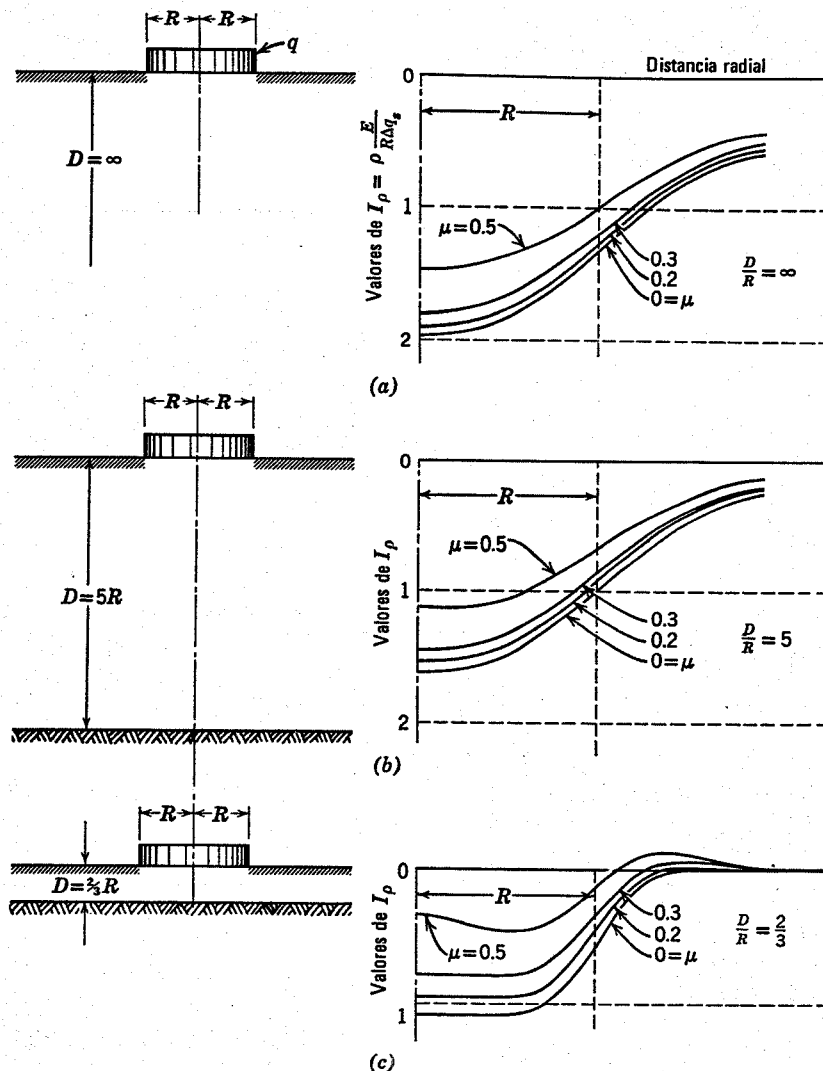 R R
q
D=∞
Valores de Iρ = ρ E/RΔqs
Distancia radial
0
R
1
μ=0.5
0.3
0.2
0=μ
D/R = ∞
2
(a)
R R
D=5R
Valores de Iρ
0
R
μ=0.5
1
0.3
0.2
0=μ
D/R = 5
2
(b)
R R
D=⅔R
Valores de Iρ
0
R
μ=0.5
0.3
0.2
0=μ
D/R = 2/3
1
(c)